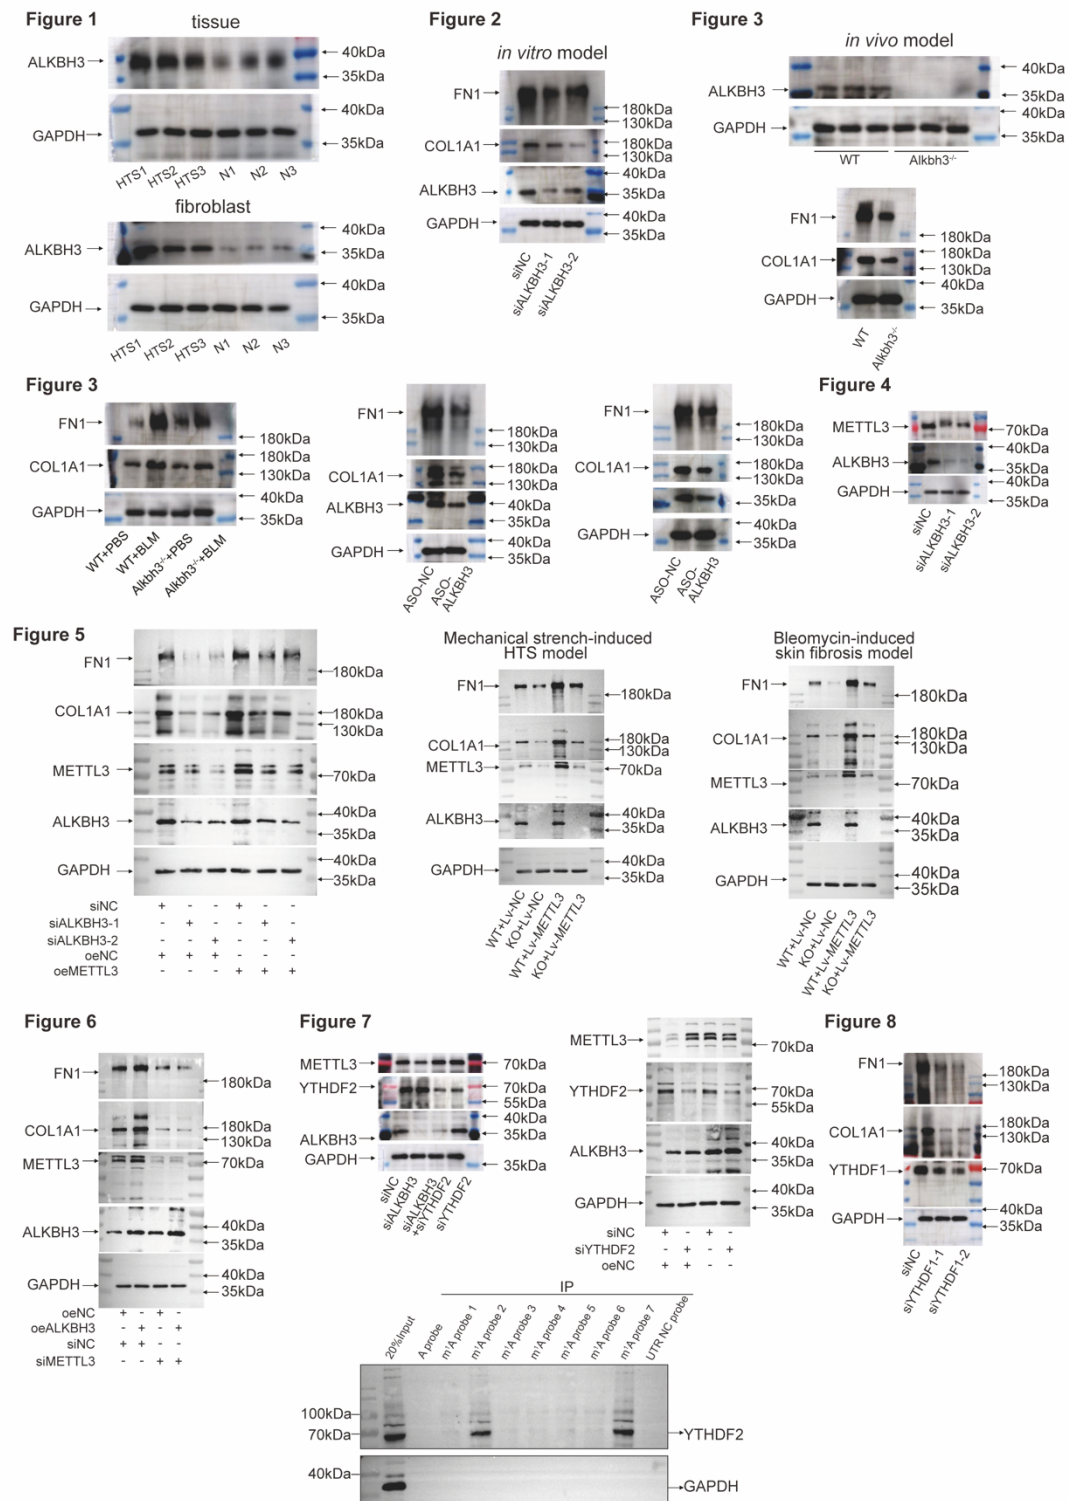 Figure 1
tissue
ALKBH3
40kDa
35kDa
GAPDH
40kDa
35kDa
HTS1 HTS2 HTS3 N1 N2 N3
fibroblast
ALKBH3
40kDa
35kDa
GAPDH
40kDa
35kDa
HTS1 HTS2 HTS3 N1 N2 N3
Figure 2
in vitro model
FN1
180kDa
130kDa
COL1A1
180kDa
130kDa
ALKBH3
40kDa
35kDa
GAPDH
40kDa
35kDa
siNC
siALKBH3-1
siALKBH3-2
Figure 3
in vivo model
ALKBH3
40kDa
35kDa
GAPDH
40kDa
35kDa
WT Alkbh3-/-
FN1
180kDa
COL1A1
180kDa
130kDa
GAPDH
40kDa
35kDa
WT
Alkbh3-/-
Figure 3
FN1
180kDa
COL1A1
180kDa
130kDa
GAPDH
40kDa
35kDa
WT+PBS
WT+BLM
Alkbh3-/-+PBS
Alkbh3-/-+BLM
FN1
180kDa
130kDa
COL1A1
180kDa
130kDa
ALKBH3
40kDa
35kDa
GAPDH
40kDa
35kDa
ASO-NC
ASO-
ALKBH3
FN1
180kDa
130kDa
COL1A1
180kDa
130kDa
35kDa
GAPDH
40kDa
35kDa
ASO-NC
ASO-
ALKBH3
Figure 4
METTL3
70kDa
ALKBH3
40kDa
35kDa
GAPDH
40kDa
35kDa
siNC
siALKBH3-1
siALKBH3-2
Figure 5
FN1
180kDa
COL1A1
180kDa
130kDa
METTL3
70kDa
ALKBH3
40kDa
35kDa
GAPDH
40kDa
35kDa
siNC + - - + - -
siALKBH3-1 - + - - + -
siALKBH3-2 - - + - - +
oeNC + + + - - -
oeMETTL3 - - - + + +
Mechanical strench-induced
HTS model
FN1
180kDa
COL1A1
180kDa
130kDa
METTL3
70kDa
ALKBH3
40kDa
35kDa
GAPDH
40kDa
35kDa
WT+Lv-NC
KO+Lv-NC
WT+Lv-METTL3
KO+Lv-METTL3
Bleomycin-induced
skin fibrosis model
FN1
180kDa
COL1A1
180kDa
130kDa
METTL3
70kDa
ALKBH3
40kDa
35kDa
GAPDH
40kDa
35kDa
WT+Lv-NC
KO+Lv-NC
WT+Lv-METTL3
KO+Lv-METTL3
Figure 6
FN1
180kDa
COL1A1
180kDa
130kDa
METTL3
70kDa
ALKBH3
40kDa
35kDa
GAPDH
40kDa
35kDa
oeNC + - + -
oeALKBH3 - + - +
siNC + + - -
siMETTL3 - - + +
Figure 7
METTL3
70kDa
YTHDF2
70kDa
55kDa
40kDa
ALKBH3
35kDa
GAPDH
35kDa
siNC
siALKBH3
siALKBH3
+siYTHDF2
siYTHDF2
METTL3
70kDa
YTHDF2
70kDa
55kDa
ALKBH3
40kDa
35kDa
GAPDH
40kDa
35kDa
siNC + - + -
siYTHDF2 - + - +
oeNC + + - -
Figure 8
FN1
180kDa
130kDa
COL1A1
180kDa
130kDa
YTHDF1
70kDa
GAPDH
40kDa
35kDa
siNC
siYTHDF1-1
siYTHDF1-2
IP
20%Input
A probe
m¹A probe 1
m¹A probe 2
m¹A probe 3
m¹A probe 4
m¹A probe 5
m¹A probe 6
m¹A probe 7
UTR NC probe
100kDa
70kDa
YTHDF2
40kDa
GAPDH